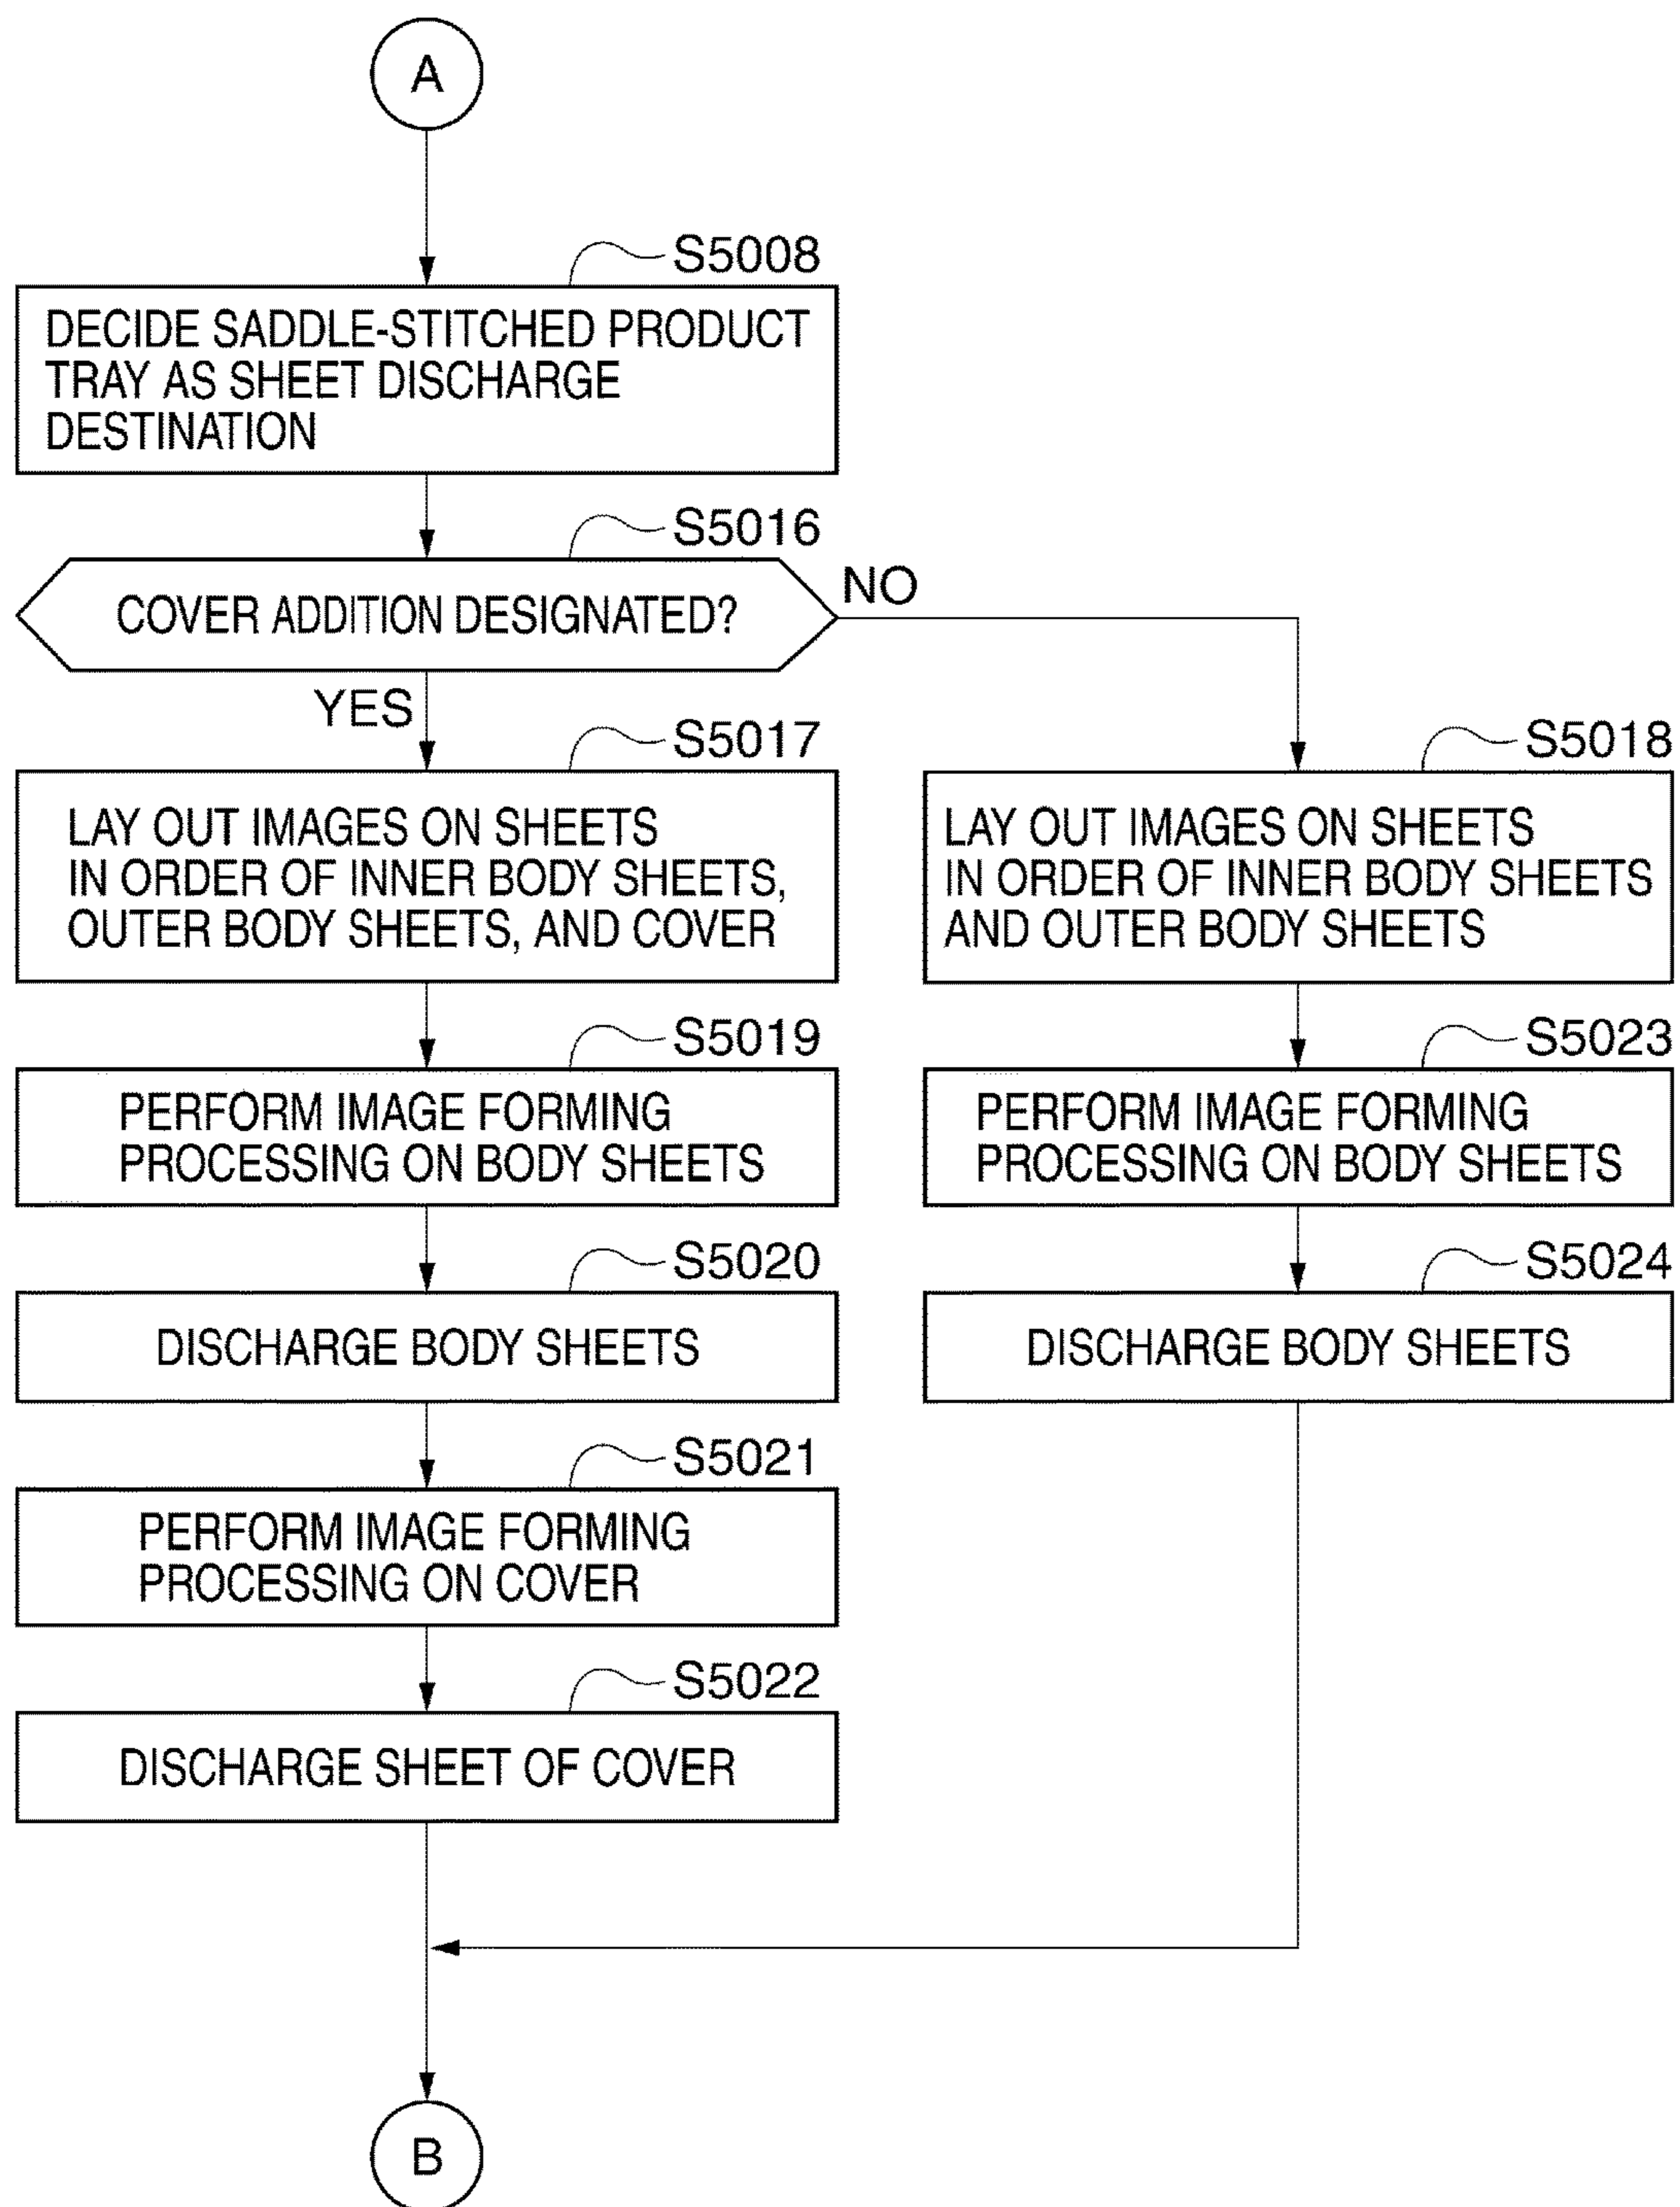 A
S5008
DECIDE SADDLE-STITCHED PRODUCT
TRAY AS SHEET DISCHARGE
DESTINATION
S5016
COVER ADDITION DESIGNATED?
NO
YES
S5017
LAY OUT IMAGES ON SHEETS
IN ORDER OF INNER BODY SHEETS,
OUTER BODY SHEETS, AND COVER
S5018
LAY OUT IMAGES ON SHEETS
IN ORDER OF INNER BODY SHEETS
AND OUTER BODY SHEETS
S5019
PERFORM IMAGE FORMING
PROCESSING ON BODY SHEETS
S5023
PERFORM IMAGE FORMING
PROCESSING ON BODY SHEETS
S5020
DISCHARGE BODY SHEETS
S5024
DISCHARGE BODY SHEETS
S5021
PERFORM IMAGE FORMING
PROCESSING ON COVER
S5022
DISCHARGE SHEET OF COVER
B